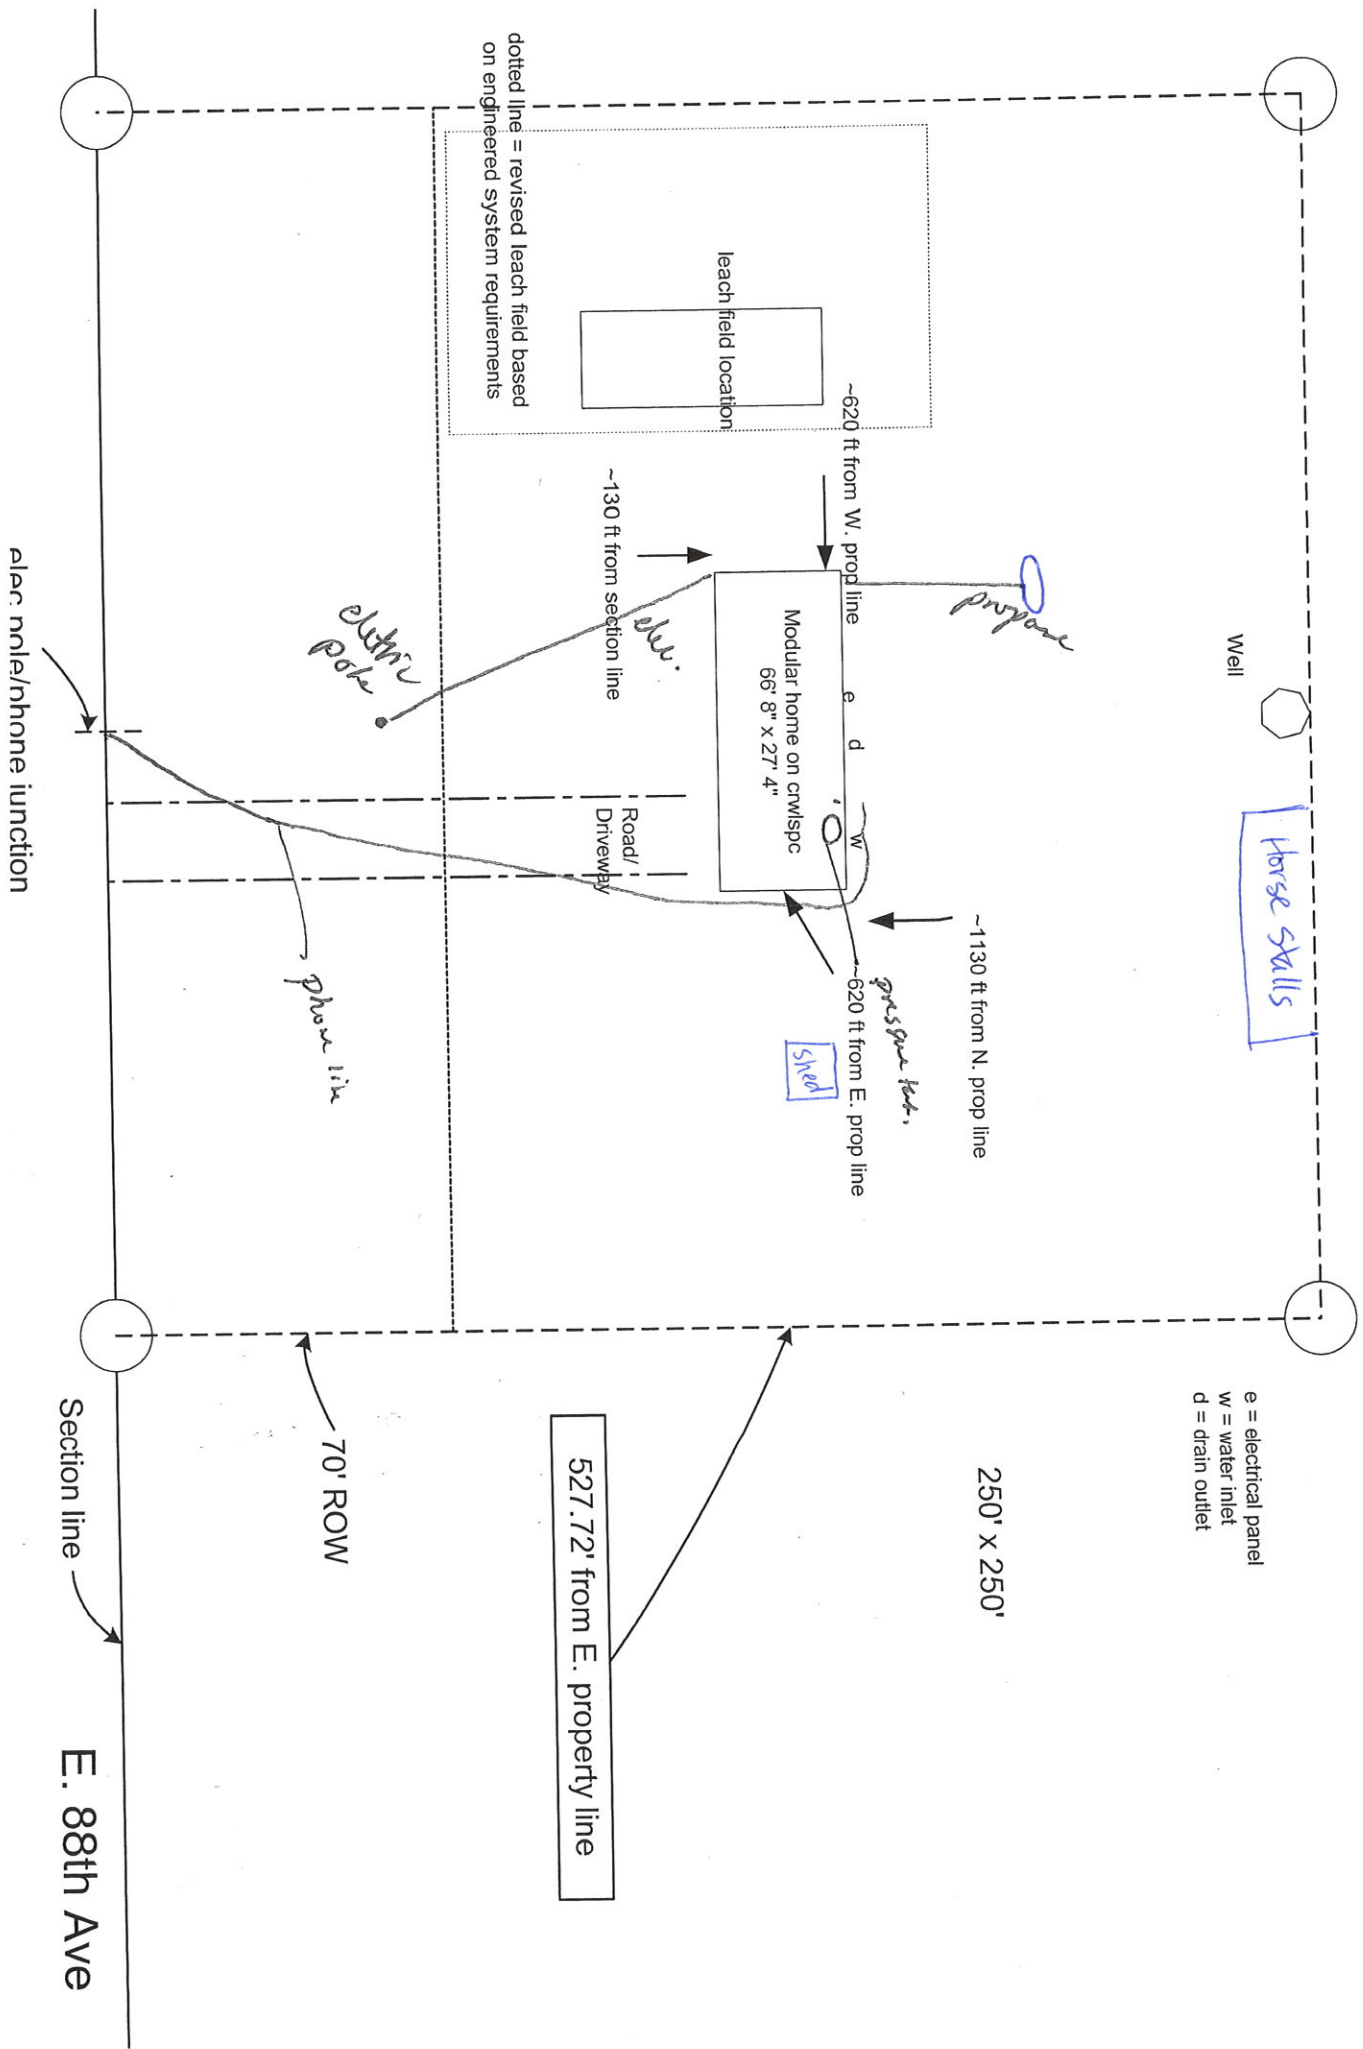 Well
Horse stalls
e = electrical panel
w = water inlet
d = drain outlet
propane
250' x 250'
~1130 ft from N. prop line
~620 ft from W. prop line
e
d
w
pressure
~620 ft from E. prop line
shed
Modular home on crwlspc
66' 8" x 27' 4"
leach field location
elec.
~130 ft from section line
Road/
Driveway
527.72' from E. property line
dotted line = revised leach field based
on engineered system requirements
electric
pole
phone line
70' ROW
Section line
E. 88th Ave
elec pole/phone junction